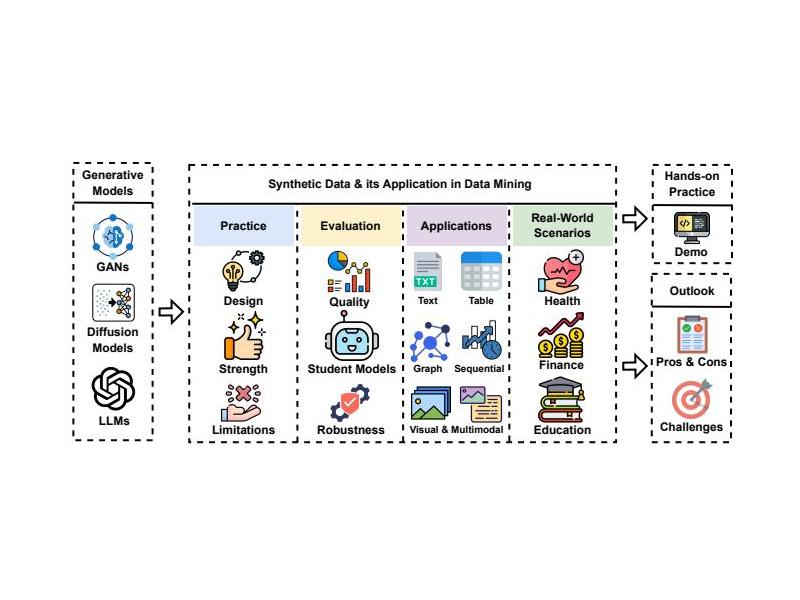 Generative
Models
GANs
Diffusion
Models
LLMs
Synthetic Data & its Application in Data Mining
Practice
Design
Strength
Limitations
Evaluation
Quality
Student Models
Robustness
Applications
TXT
Text
Table
Graph
Sequential
Visual & Multimodal
Real-World
Scenarios
Health
Finance
Education
Hands-on
Practice
Demo
Outlook
Pros & Cons
Challenges